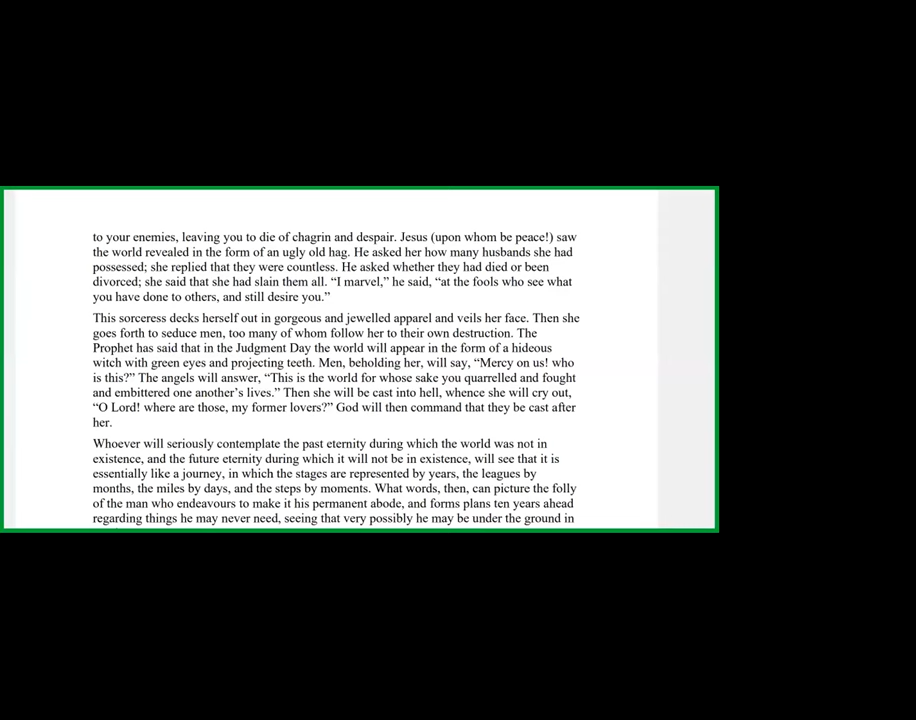 to your enemies, leaving you to die of chagrin and despair. Jesus (upon whom be peace!) saw
the world revealed in the form of an ugly old hag. He asked her how many husbands she had
possessed; she replied that they were countless. He asked whether they had died or been
divorced; she said that she had slain them all. “I marvel,” he said, “at the fools who see what
you have done to others, and still desire you.”
This sorceress decks herself out in gorgeous and jewelled apparel and veils her face. Then she
goes forth to seduce men, too many of whom follow her to their own destruction. The
Prophet has said that in the Judgment Day the world will appear in the form of a hideous
witch with green eyes and projecting teeth. Men, beholding her, will say, “Mercy on us! who
is this?” The angels will answer, “This is the world for whose sake you quarrelled and fought
and embittered one another’s lives.” Then she will be cast into hell, whence she will cry out,
“O Lord! where are those, my former lovers?” God will then command that they be cast after
her.
Whoever will seriously contemplate the past eternity during which the world was not in
existence, and the future eternity during which it will not be in existence, will see that it is
essentially like a journey, in which the stages are represented by years, the leagues by
months, the miles by days, and the steps by moments. What words, then, can picture the folly
of the man who endeavours to make it his permanent abode, and forms plans ten years ahead
regarding things he may never need, seeing that very possibly he may be under the ground in